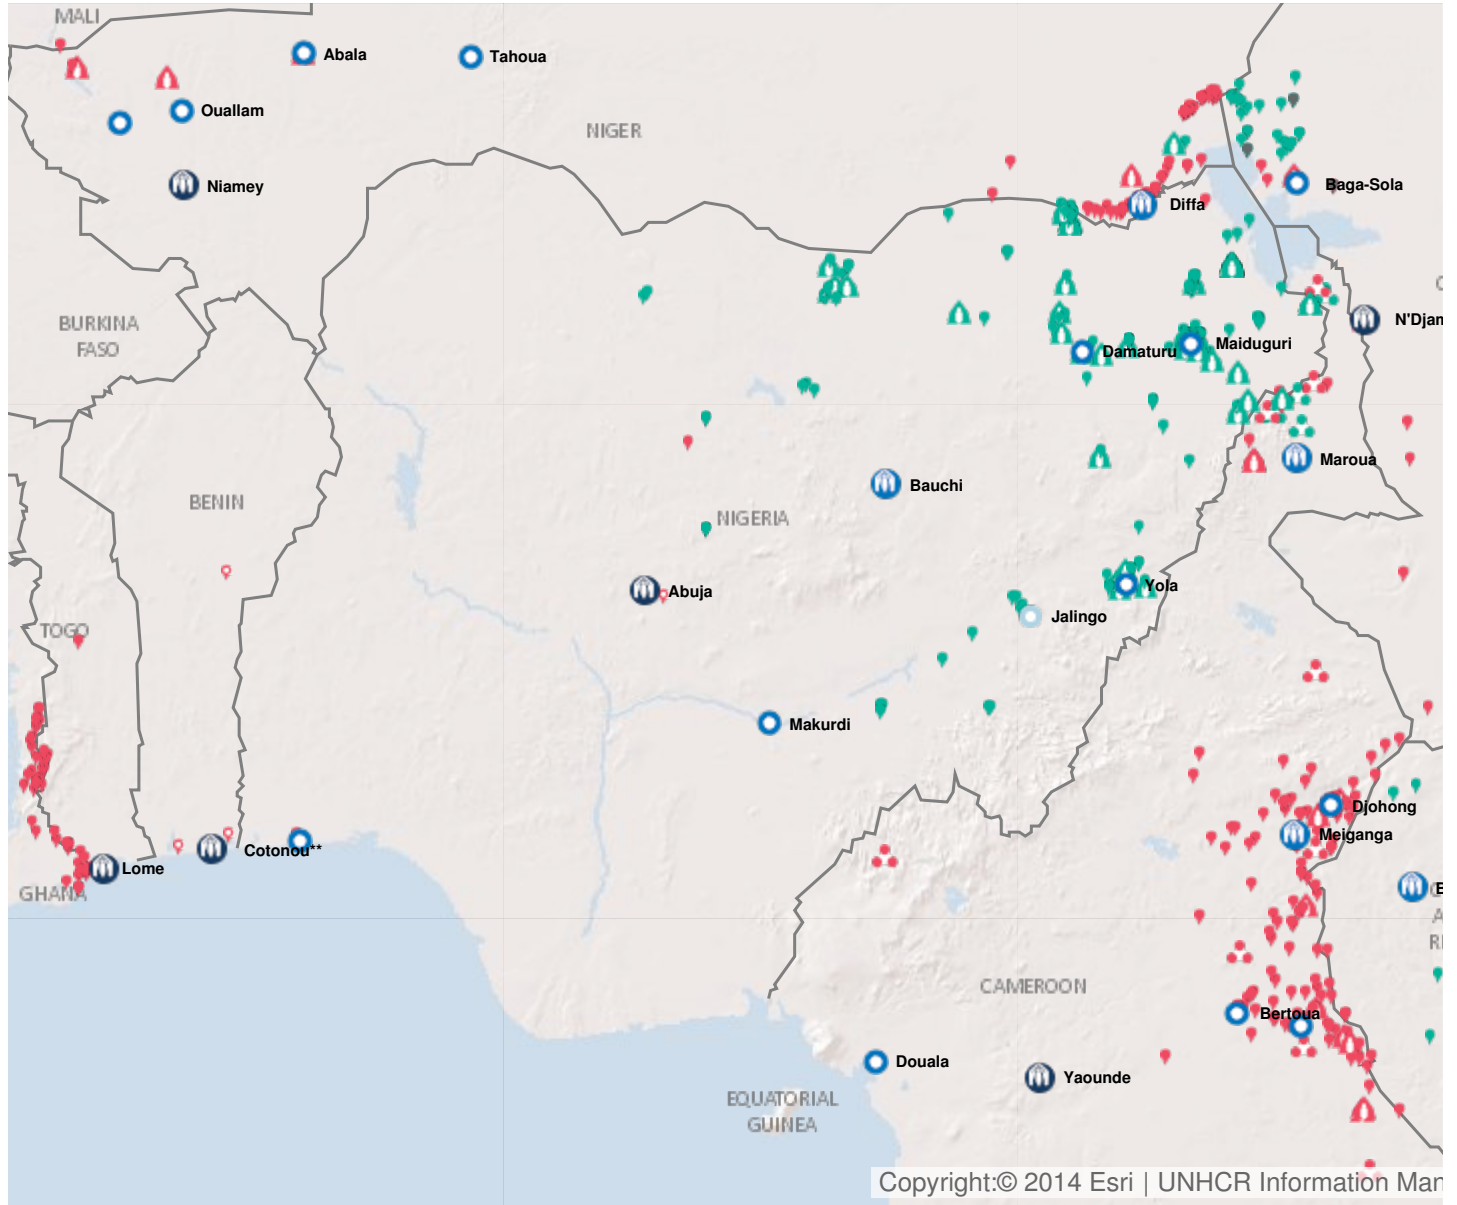 MALI
Abala
Tahoua
Ouallam
NIGER
Niamey
Baga-Sola
Diffa
BURKINA
FASO
N'Djam
Damaturu
Maiduguri
Maroua
Bauchi
BENIN
NIGERIA
Abuja
Yola
Jalingo
TOGO
Makurdi
Djohong
Meiganga
Cotonou**
Lome
GHANA
CAMEROON
Bertoua
Douala
Yaounde
EQUATORIAL
GUINEA
Copyright:© 2014 Esri | UNHCR Information Man